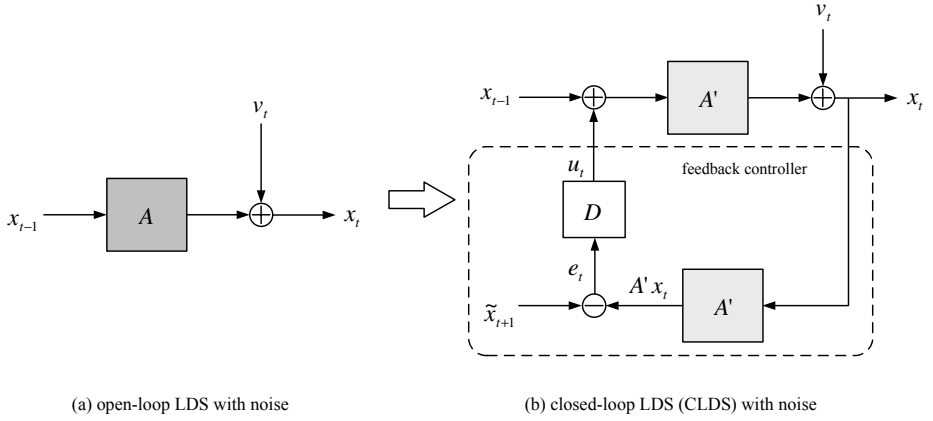 v_t
x_{t-1}
A
x_t
(a) open-loop LDS with noise
v_t
x_{t-1}
A'
x_t
feedback controller
u_t
D
e_t
A' x_t
A'
x̃_{t+1}
(b) closed-loop LDS (CLDS) with noise